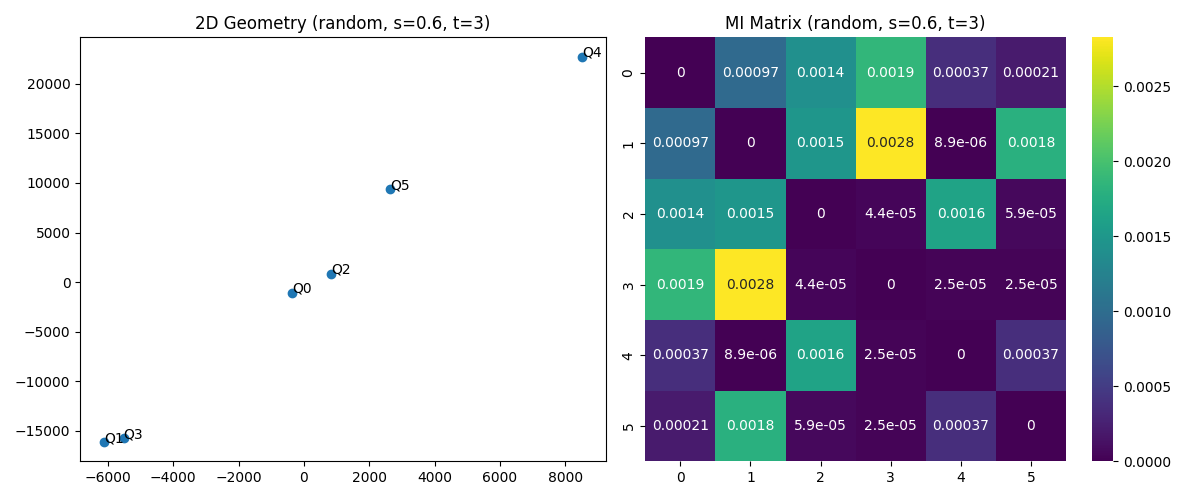 2D Geometry (random, s=0.6, t=3)
20000
15000
10000
5000
0
−5000
−10000
−15000
−6000 −4000 −2000 0 2000 4000 6000 8000
Q4
Q5
Q2
Q0
Q1
Q3
MI Matrix (random, s=0.6, t=3)
0 0 0.00097 0.0014 0.0019 0.00037 0.00021
1 0.00097 0 0.0015 0.0028 8.9e-06 0.0018
2 0.0014 0.0015 0 4.4e-05 0.0016 5.9e-05
3 0.0019 0.0028 4.4e-05 0 2.5e-05 2.5e-05
4 0.00037 8.9e-06 0.0016 2.5e-05 0 0.00037
5 0.00021 0.0018 5.9e-05 2.5e-05 0.00037 0
0 1 2 3 4 5
0.0025
0.0020
0.0015
0.0010
0.0005
0.0000